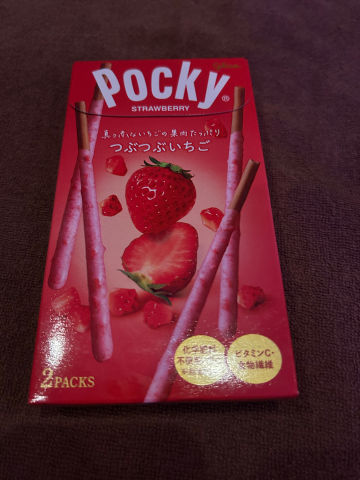 Pocky®
STRAWBERRY
真っ赤ないちごの果肉たっぷり
つぶつぶいちご
ビタミンC・
食物繊維
2PACKS